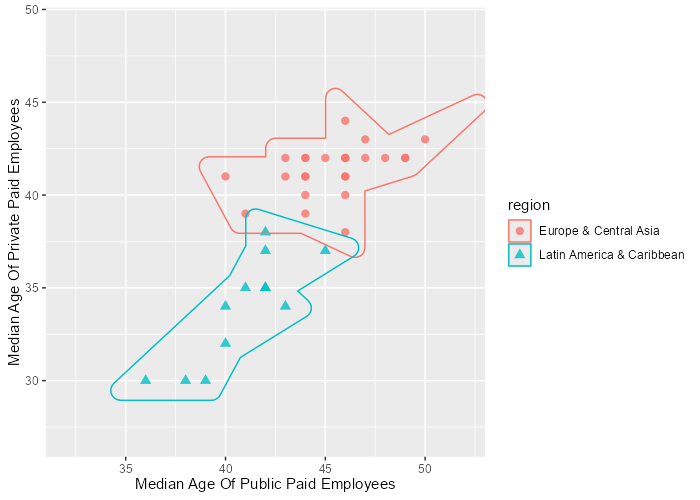 50
45
40
35
30
Median Age Of Private Paid Employees
35 40 45 50
Median Age Of Public Paid Employees
region
Europe & Central Asia
Latin America & Caribbean